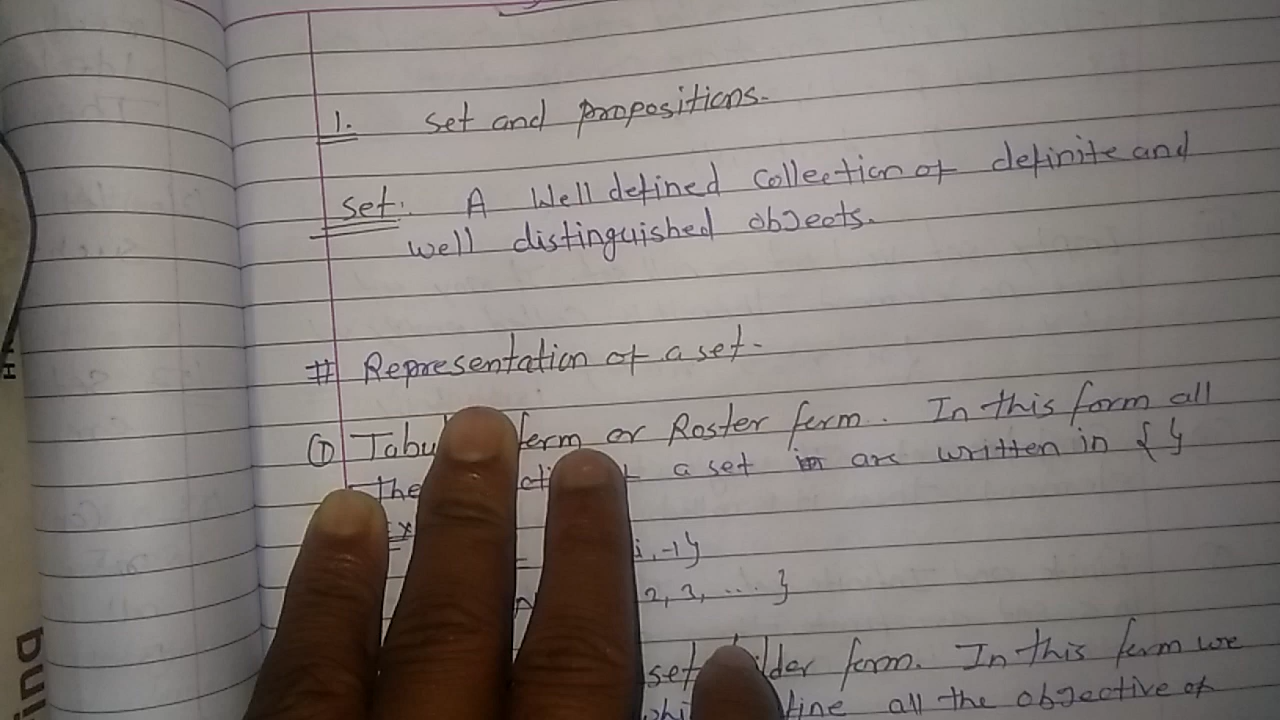 1. Set and propositions.
Set: A Well defined collection of definite and
well distinguished objects.
# Representation of a set.
① form or Roster form. In this form all
a set are written in { }
i, -1}
2, 3, .... }
set form. In this form we
all the objective of